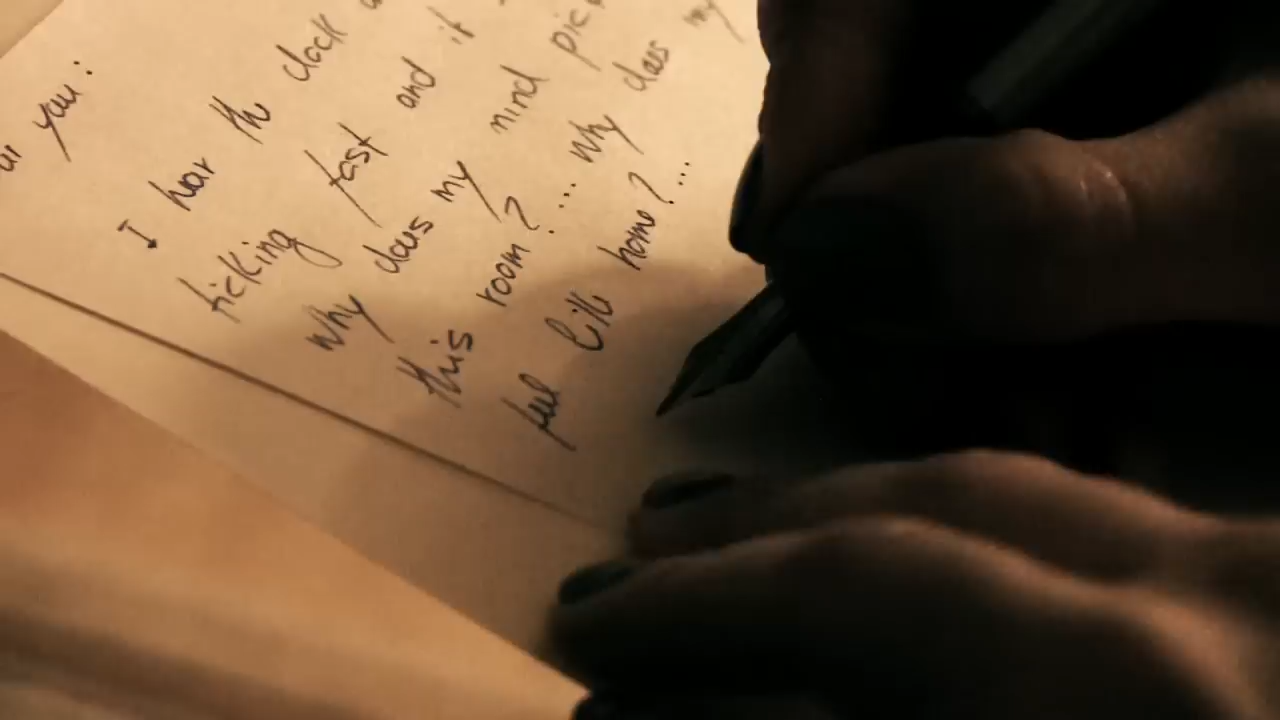 you:
I hear the clock
ticking fast and it
why does my mind
this room? ... why does my
feel like home? ...